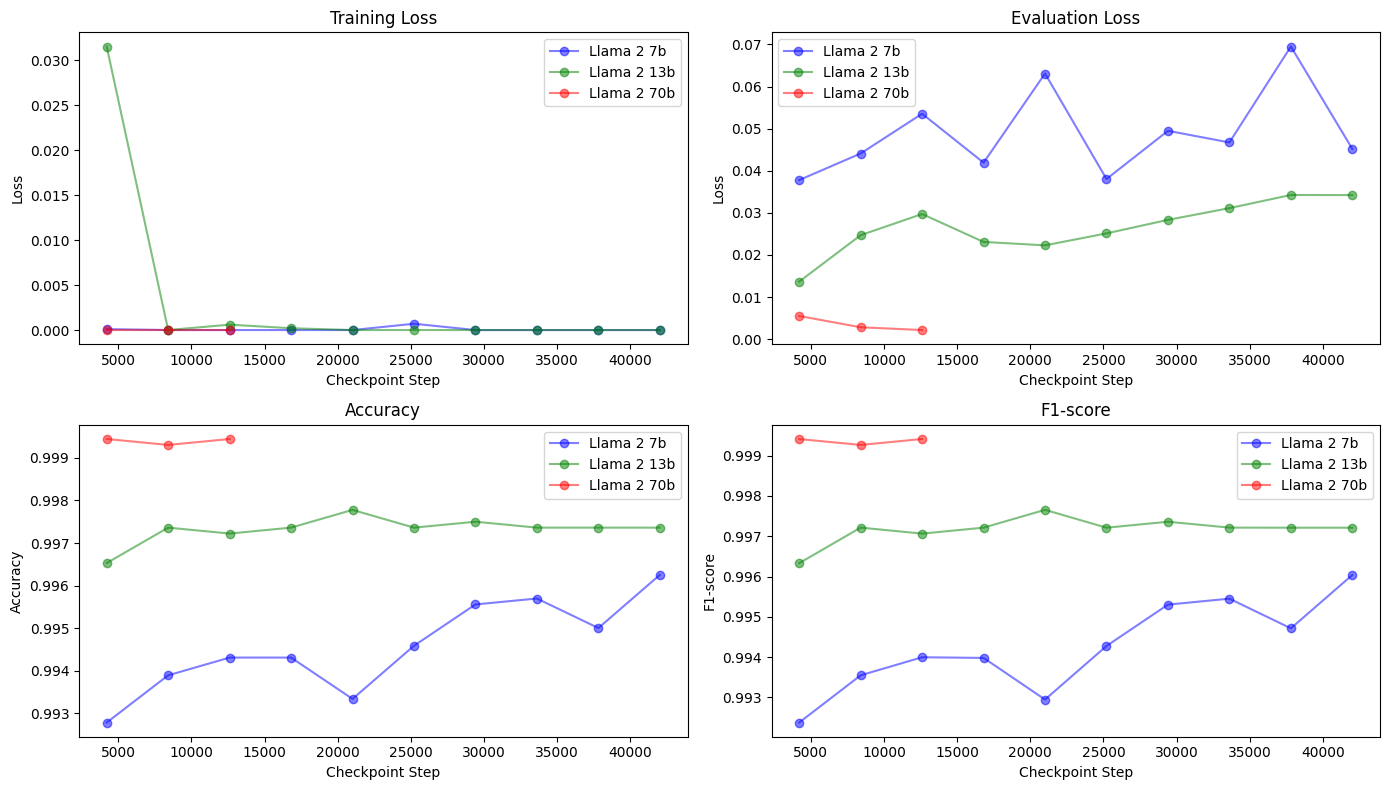 Training Loss
Loss
0.030
0.025
0.020
0.015
0.010
0.005
0.000
Llama 2 7b
Llama 2 13b
Llama 2 70b
5000 10000 15000 20000 25000 30000 35000 40000
Checkpoint Step
Evaluation Loss
Loss
0.07
0.06
0.05
0.04
0.03
0.02
0.01
0.00
Llama 2 7b
Llama 2 13b
Llama 2 70b
5000 10000 15000 20000 25000 30000 35000 40000
Checkpoint Step
Accuracy
Accuracy
0.999
0.998
0.997
0.996
0.995
0.994
0.993
Llama 2 7b
Llama 2 13b
Llama 2 70b
5000 10000 15000 20000 25000 30000 35000 40000
Checkpoint Step
F1-score
F1-score
0.999
0.998
0.997
0.996
0.995
0.994
0.993
Llama 2 7b
Llama 2 13b
Llama 2 70b
5000 10000 15000 20000 25000 30000 35000 40000
Checkpoint Step